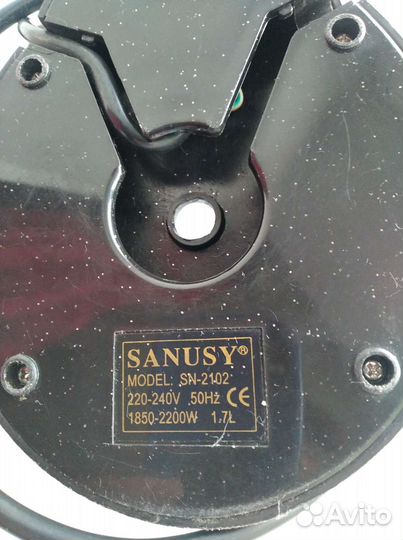 SANUSY®
MODEL: SN-2102
220-240V 50Hz CE
1850-2200W 1.7L
Avito